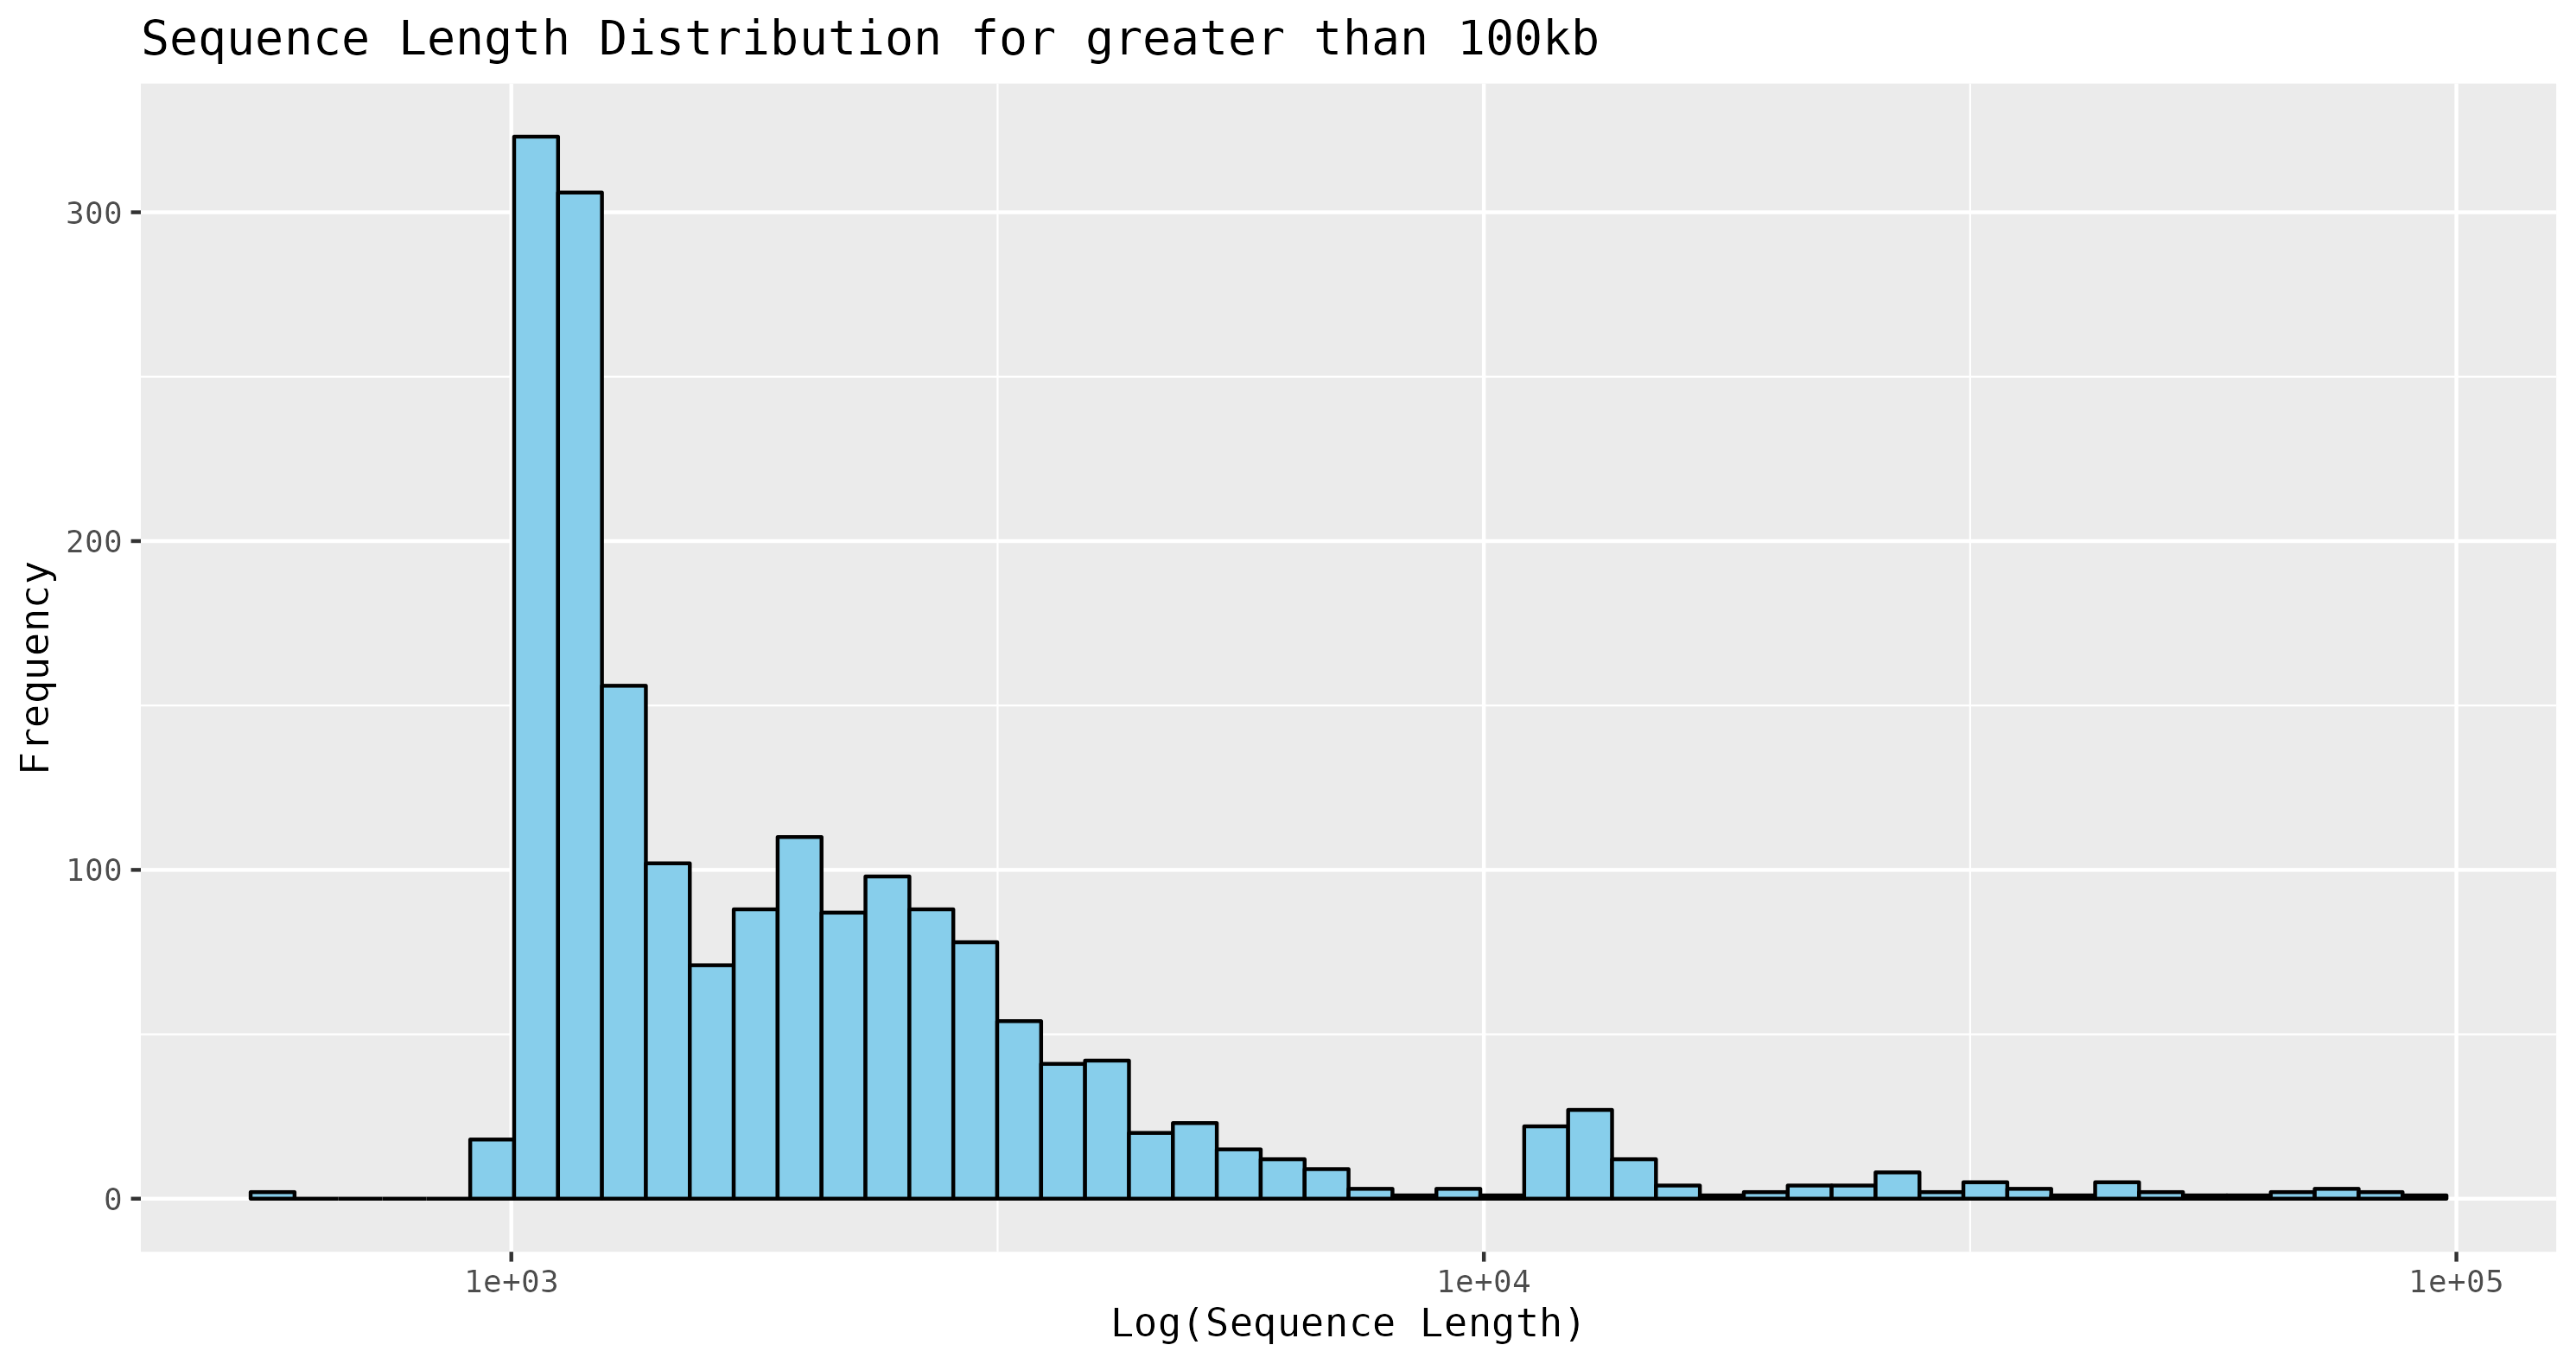 Sequence Length Distribution for greater than 100kb
Frequency
300
200
100
0
1e+03
1e+04
1e+05
Log(Sequence Length)